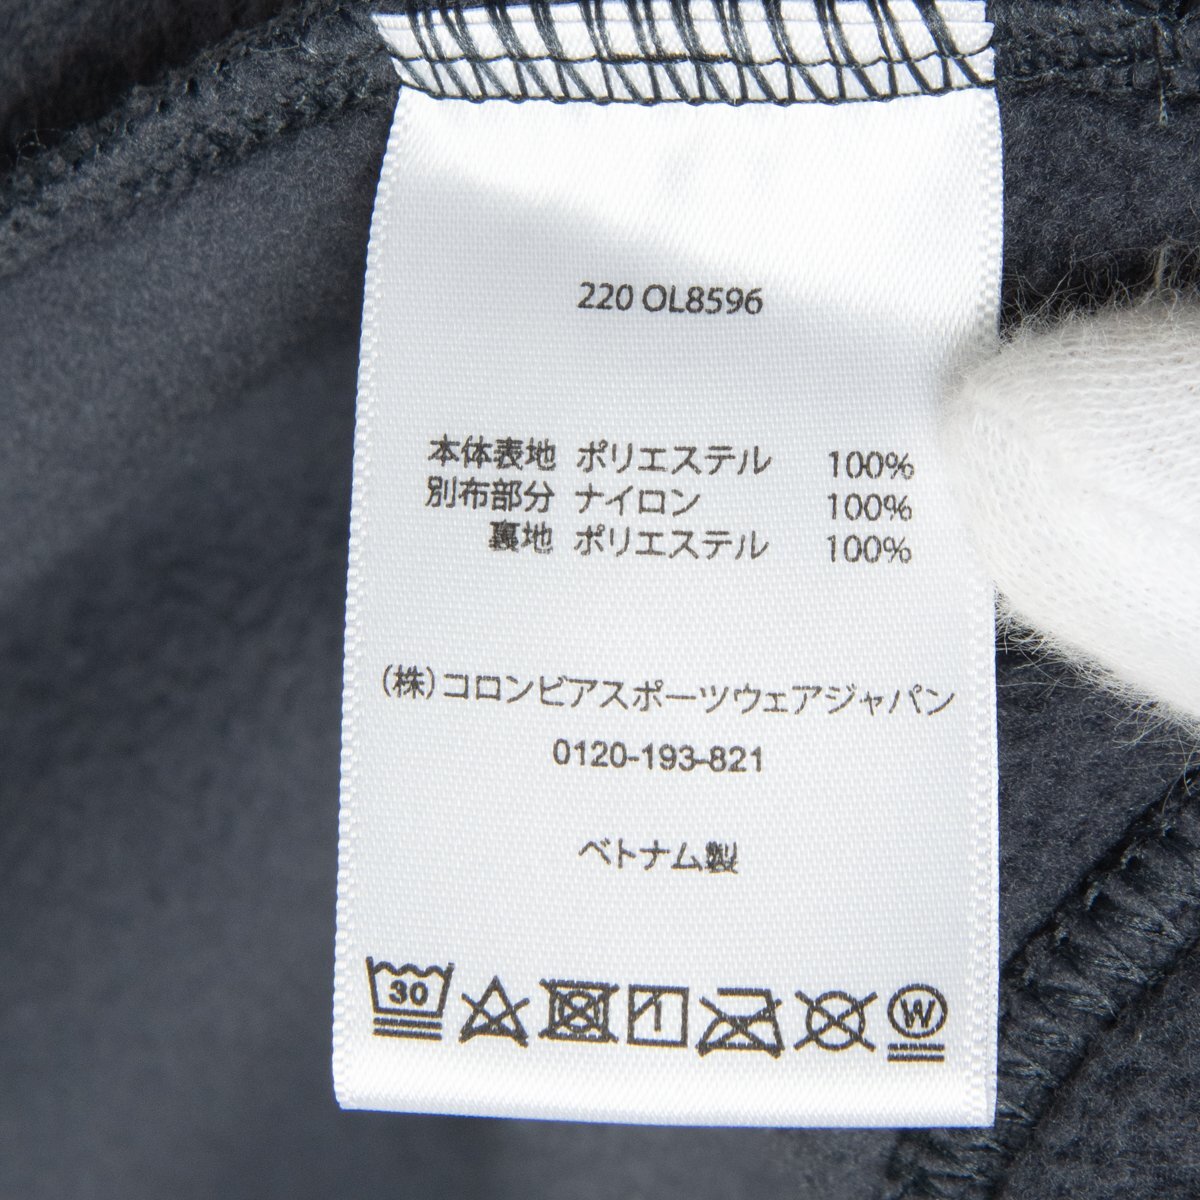 220 OL8596
本体表地 ポリエステル 100%
別布部分 ナイロン 100%
裏地 ポリエステル 100%
(株)コロンビアスポーツウェアジャパン
0120-193-821
ベトナム製
30 W